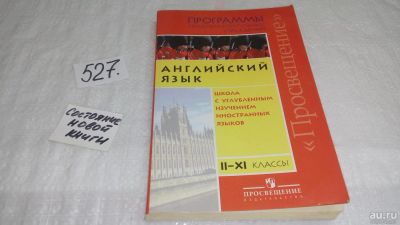 527.
СОСТОЯНИЕ
НОВОЙ
КНИГИ
ПРОГРАММЫ
АНГЛИЙСКИЙ
ЯЗЫК
ШКОЛА
С УГЛУБЛЕННЫМ
ИЗУЧЕНИЕМ
ИНОСТРАННЫХ
ЯЗЫКОВ
II–XI КЛАССЫ
ПРОСВЕЩЕНИЕ
ИЗДАТЕЛЬСТВО
«Просвещение»
au.ru